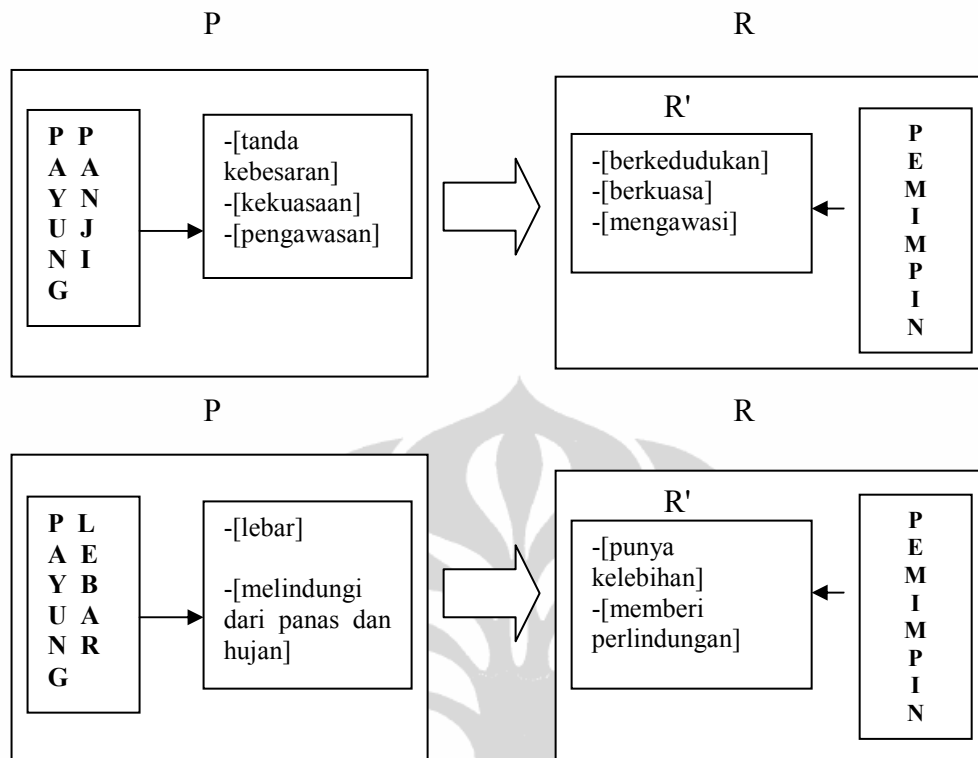 P
R
P P
A A
Y N
U J
N I
G
-[tanda
kebesaran]
-[kekuasaan]
-[pengawasan]
R'
-[berkedudukan]
-[berkuasa]
-[mengawasi]
P
E
M
I
M
P
I
N
P
R
P L
A E
Y B
U A
N R
G
-[lebar]
-[melindungi
dari panas dan
hujan]
R'
-[punya
kelebihan]
-[memberi
perlindungan]
P
E
M
I
M
P
I
N